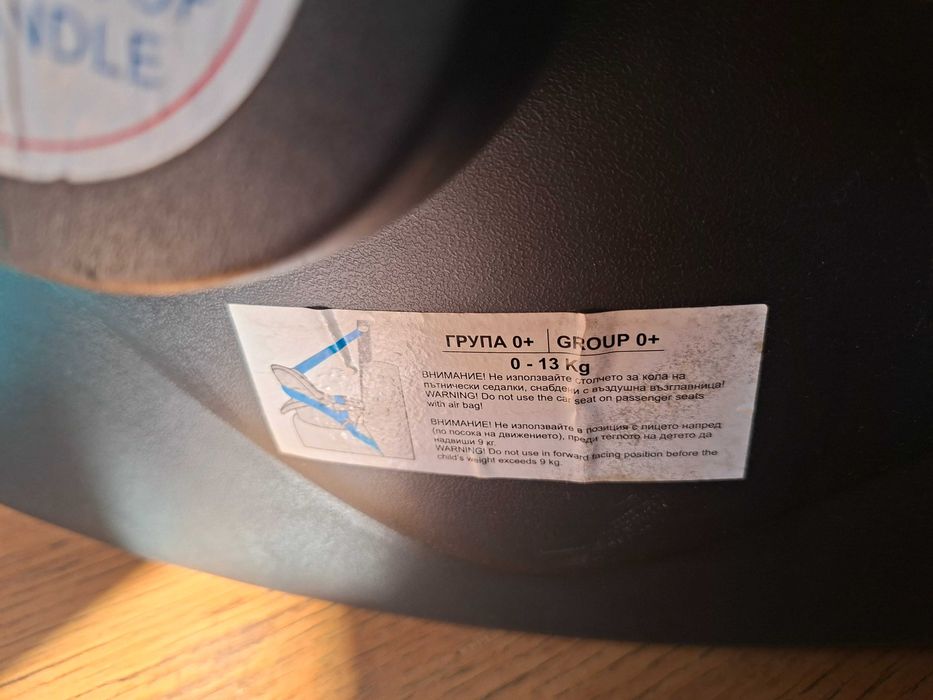 NDLE
ГРУПА 0+ | GROUP 0+
0 - 13 Kg
ВНИМАНИЕ! Не използвайте столчето за кола на
пътнически седалки, снабдени с въздушна възглавница!
WARNING! Do not use the car seat on passenger seats
with air bag!
ВНИМАНИЕ! Не използвайте в позиция с лицето напред
(по посока на движението), преди теглото на детето да
надвиши 9 кг.
WARNING! Do not use in forward facing position before the
child's weight exceeds 9 kg.